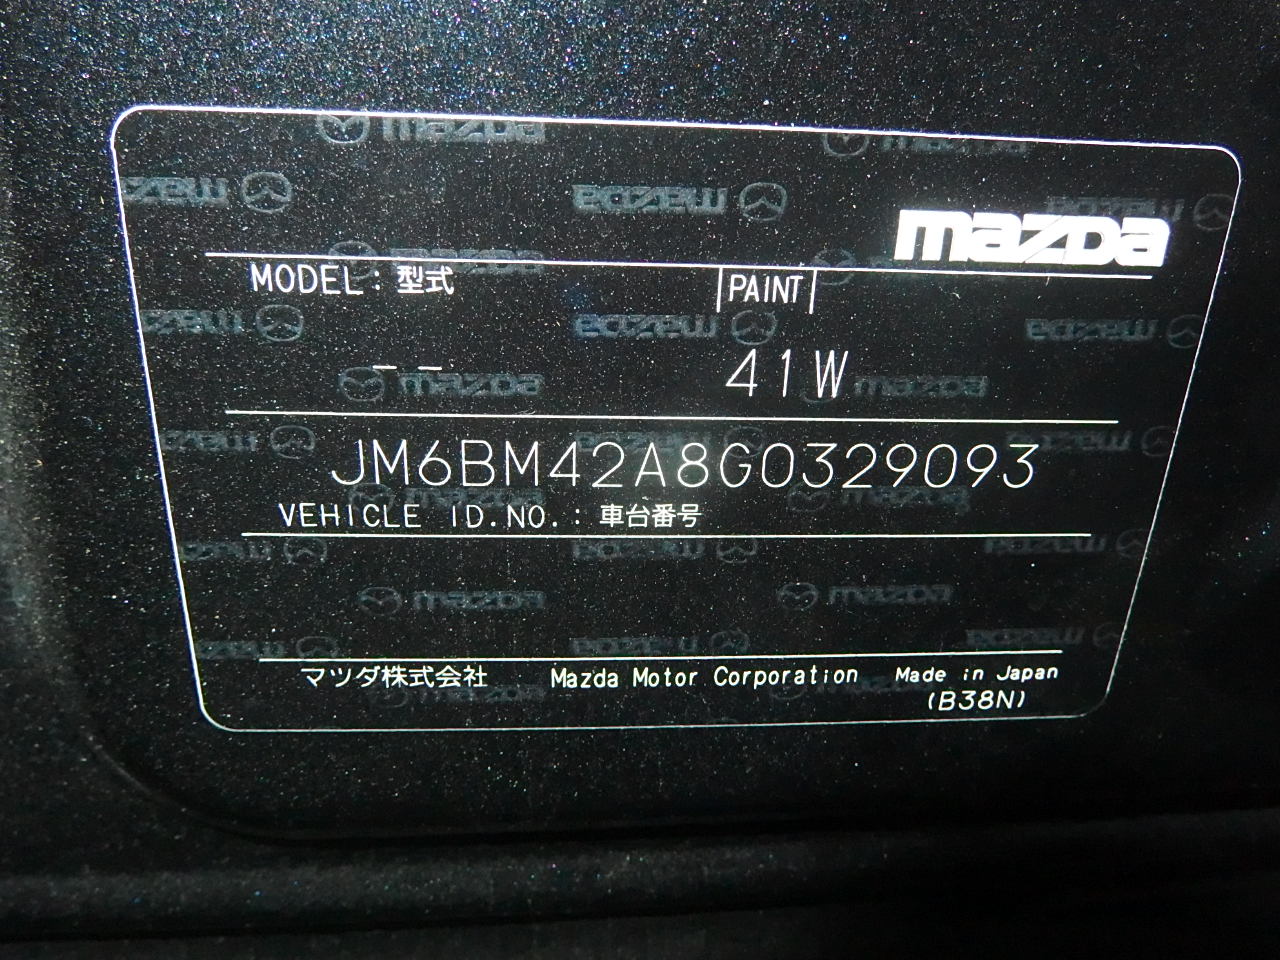 mazda
MODEL : 型式 PAINT
-- 41W
JM6BM42A8G0329093
VEHICLE ID.NO. : 車台番号
マツダ株式会社 Mazda Motor Corporation Made in Japan
(B38N)